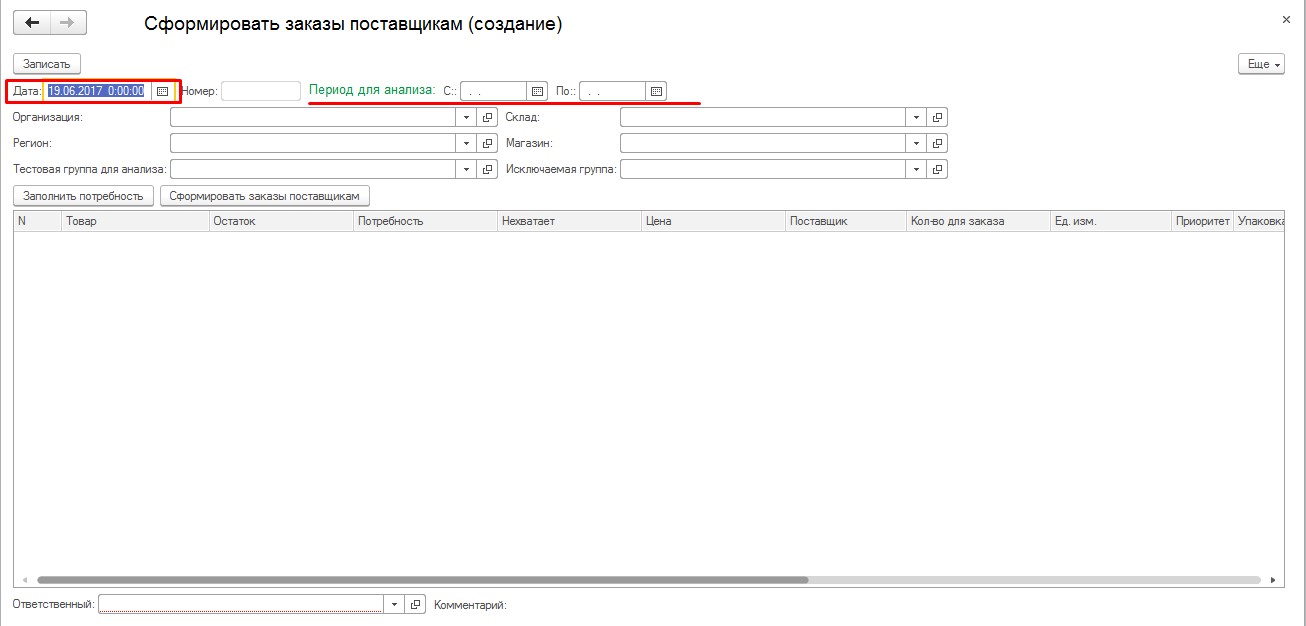 Сформировать заказы поставщикам (создание)
Записать Еще
Дата: 19.06.2017 0:00:00 Номер: Период для анализа: С:: . . По:: . .
Организация: Склад:
Регион: Магазин:
Тестовая группа для анализа: Исключаемая группа:
Заполнить потребность Сформировать заказы поставщикам
N Товар Остаток Потребность Нехватает Цена Поставщик Кол-во для заказа Ед. изм. Приоритет Упаковка
Ответственный: Комментарий: